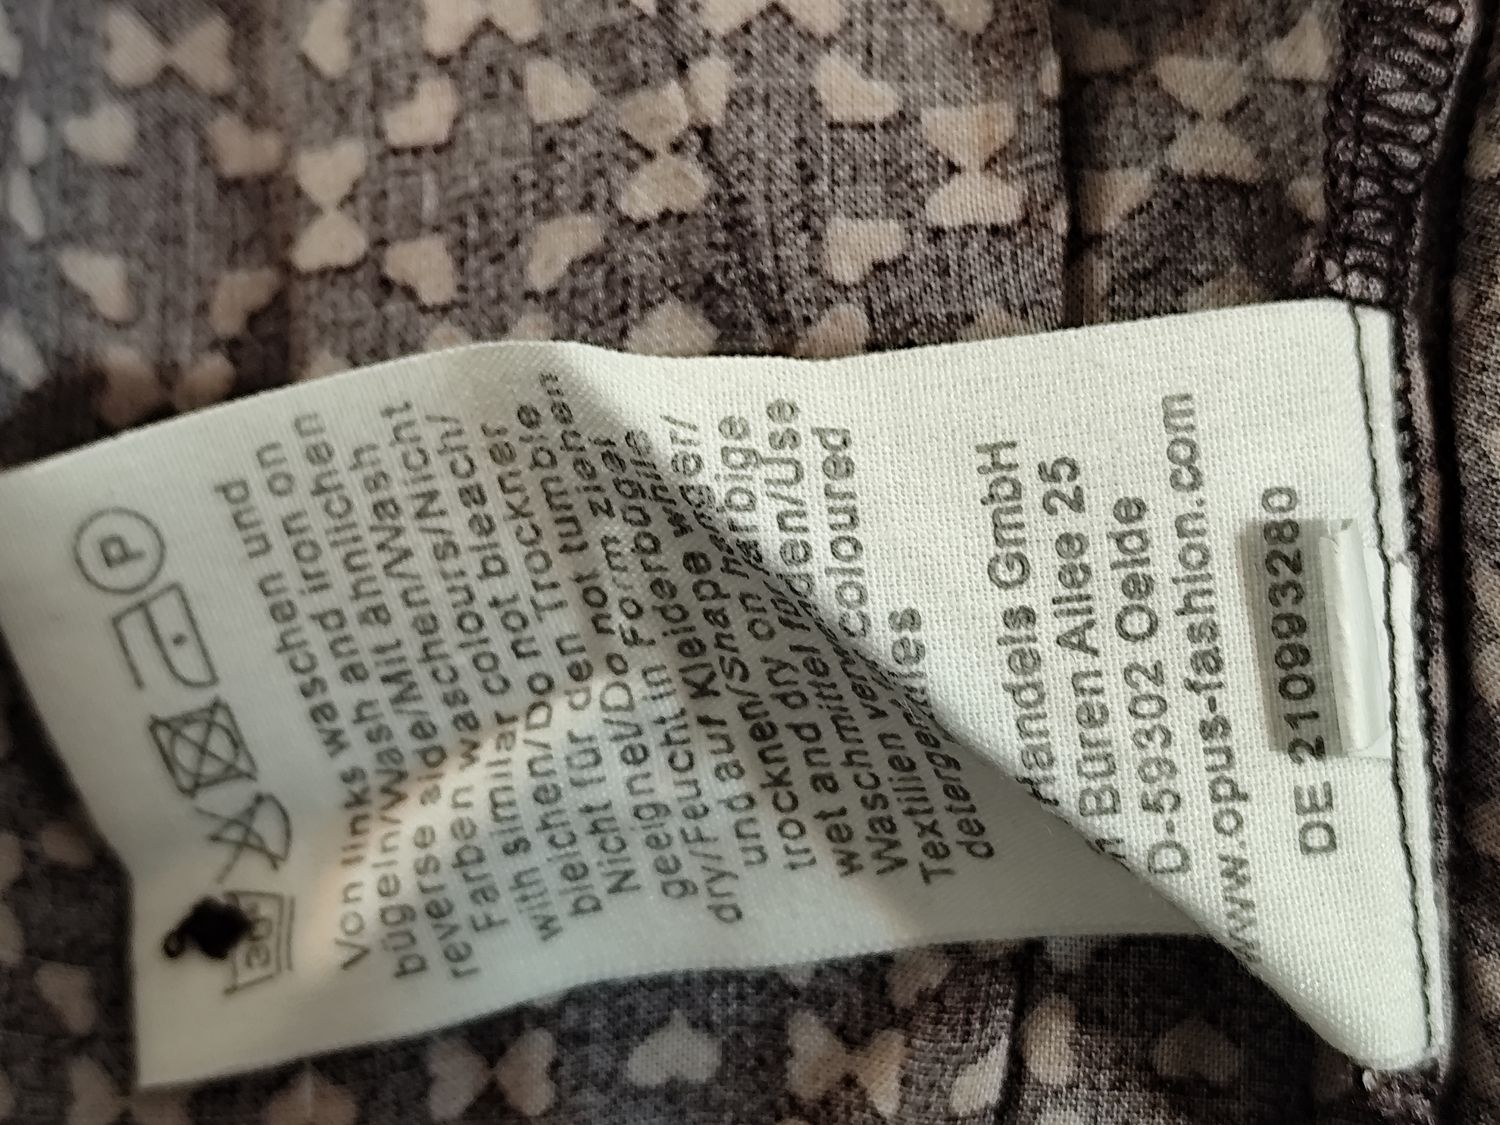 30°
P
Von links waschen und
bügeln/Wash and iron on
reverse side/Mit ähnlichen
Farben waschen/Wash
with similar colours/Nicht
bleichen/Do not bleach/
Nicht für den Trockner
geeignet/Do not Tumble
dry/Feucht in Form ziehen
und auf Kleiderbügel
trocknen/Shape while
wet and dry on hanger/
Waschmittel für farbige
Textilien verwenden/Use
detergent coloured
Handels GmbH
Büren Allee 25
D-59302 Oelde
www.opus-fashion.com
DE 210993280